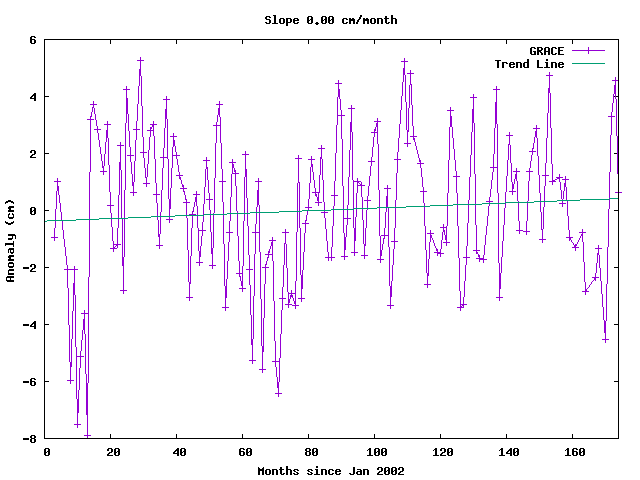 Slope 0.00 cm/month
GRACE
Trend Line
6
4
2
0
-2
-4
-6
-8
Anomaly (cm)
0 20 40 60 80 100 120 140 160
Months since Jan 2002